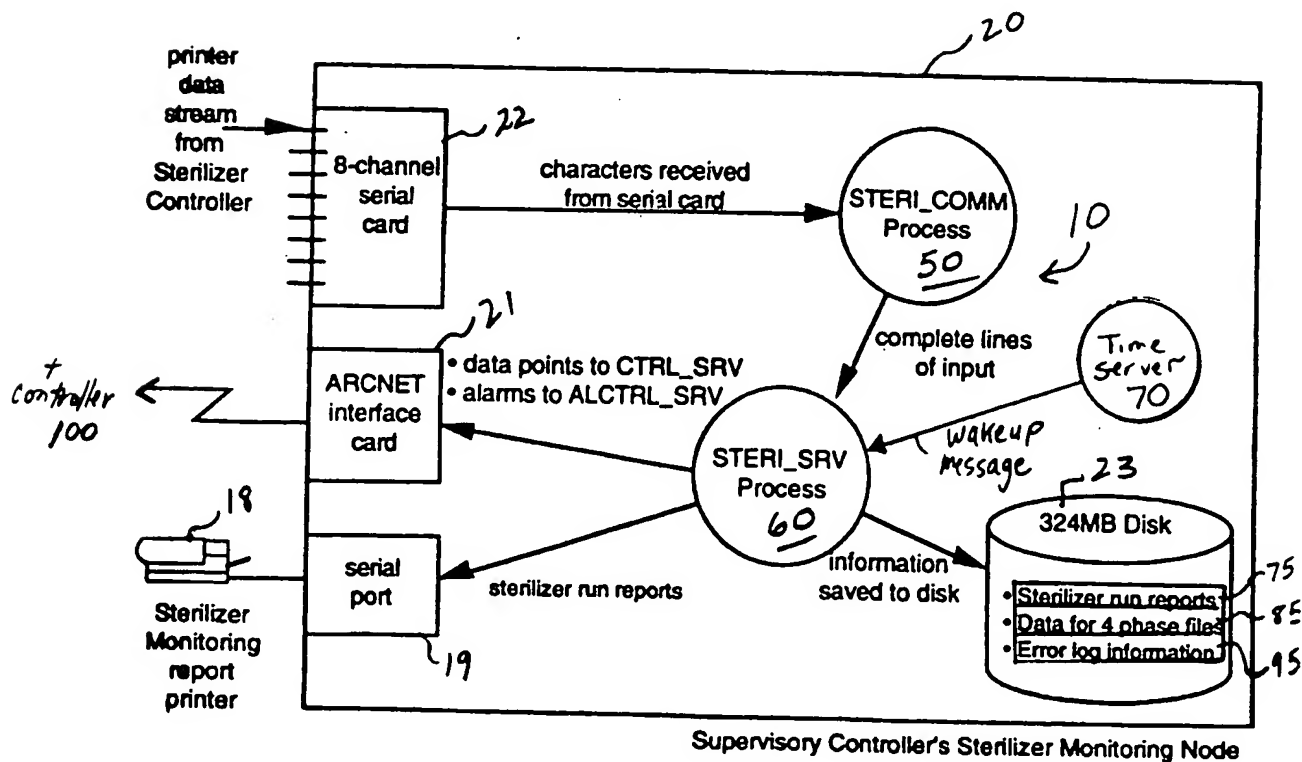 20
printer
data
stream
from
Sterilizer
Controller
22
8-channel
serial
card
characters received
from serial card
STERI_COMM
Process
50
10
21
complete lines
of input
Time
server
70
ARCNET
interface
card
• data points to CTRL_SRV
• alarms to ALCTRL_SRV
controller
100
wakeup
message
STERI_SRV
Process
60
23
324MB Disk
18
serial
port
sterilizer run reports
information
saved to disk
• Sterilizer run reports
75
• Data for 4 phase files
85
• Error log information
95
Sterilizer
Monitoring
report
printer
19
Supervisory Controller's Sterilizer Monitoring Node